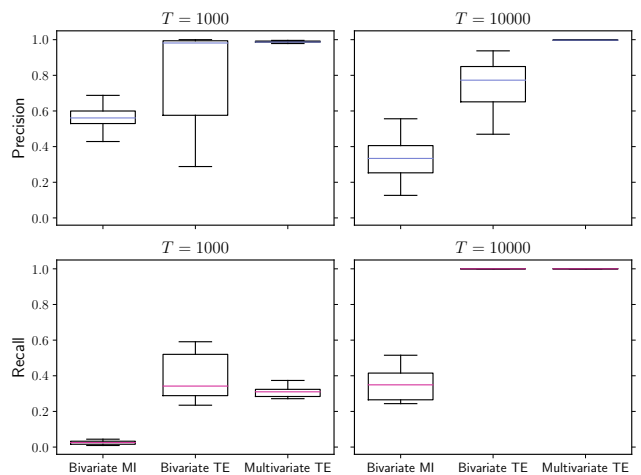 T = 1000
T = 10000
Precision
1.0
0.8
0.6
0.4
0.2
0.0
T = 1000
T = 10000
Recall
1.0
0.8
0.6
0.4
0.2
0.0
Bivariate MI Bivariate TE Multivariate TE
Bivariate MI Bivariate TE Multivariate TE